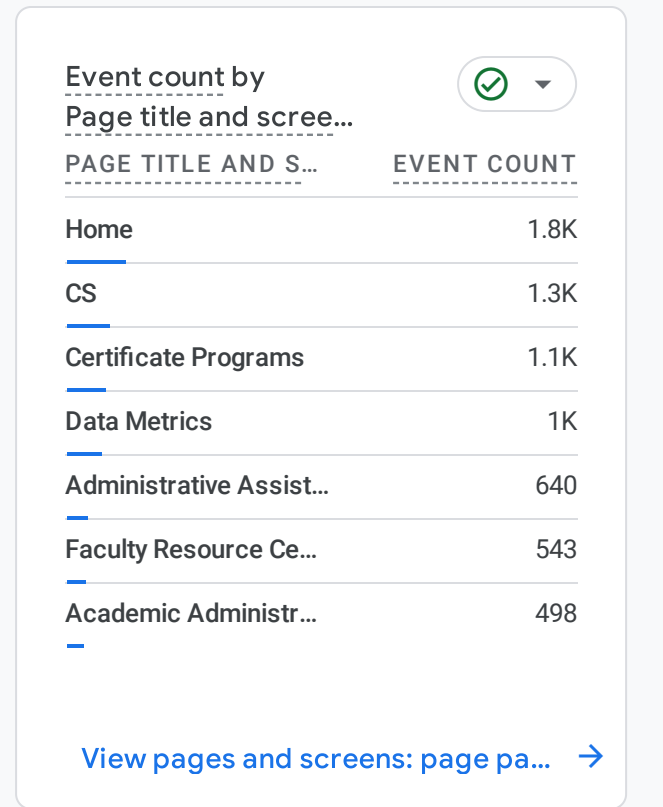 Event count by
Page title and scree...
PAGE TITLE AND S... EVENT COUNT
Home 1.8K
CS 1.3K
Certificate Programs 1.1K
Data Metrics 1K
Administrative Assist... 640
Faculty Resource Ce... 543
Academic Administr... 498
View pages and screens: page pa...